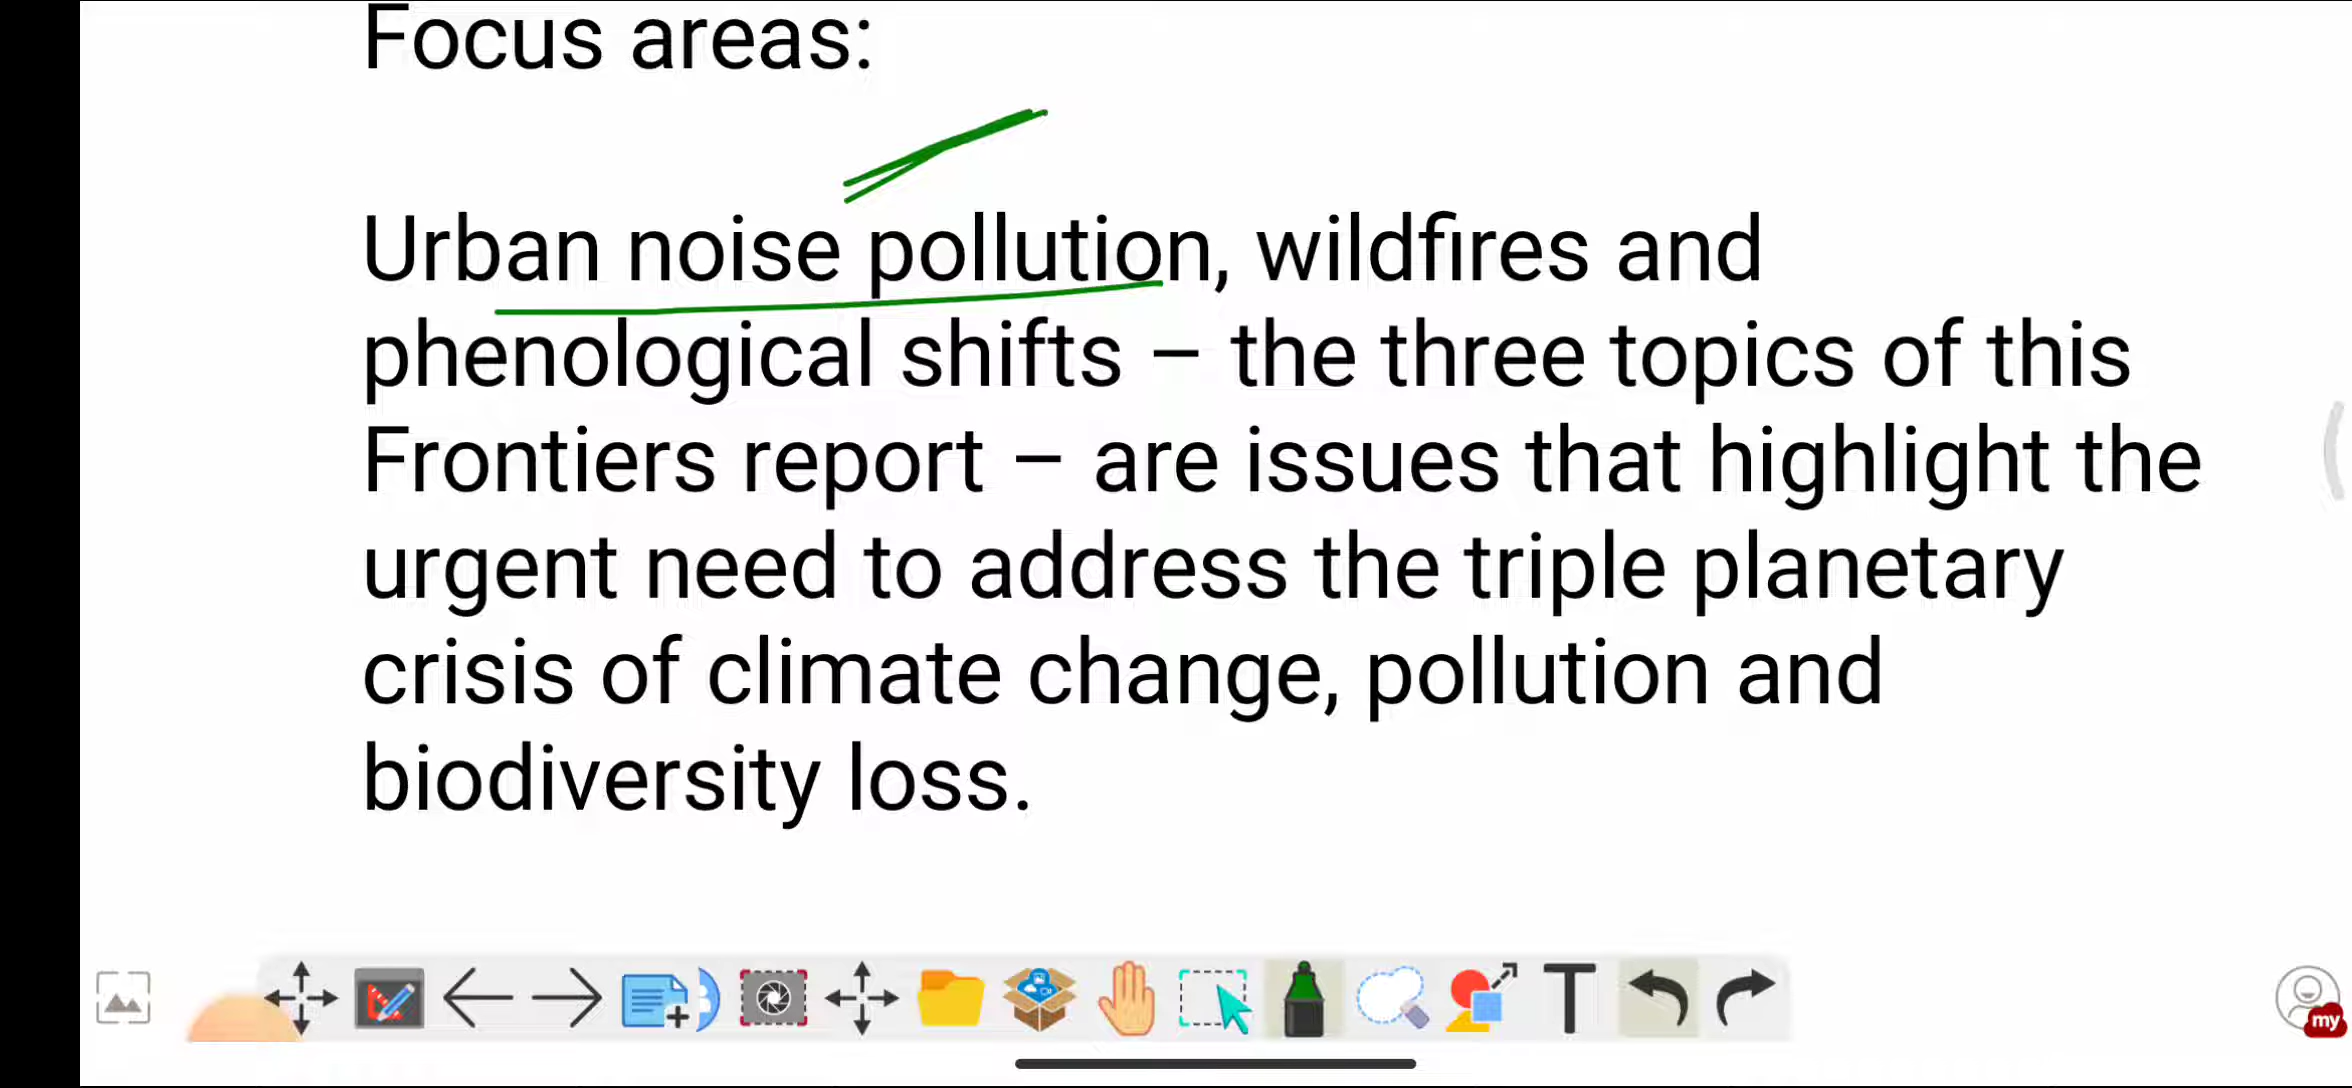 Focus areas:
Urban noise pollution, wildfires and
phenological shifts – the three topics of this
Frontiers report – are issues that highlight the
urgent need to address the triple planetary
crisis of climate change, pollution and
biodiversity loss.
T
my